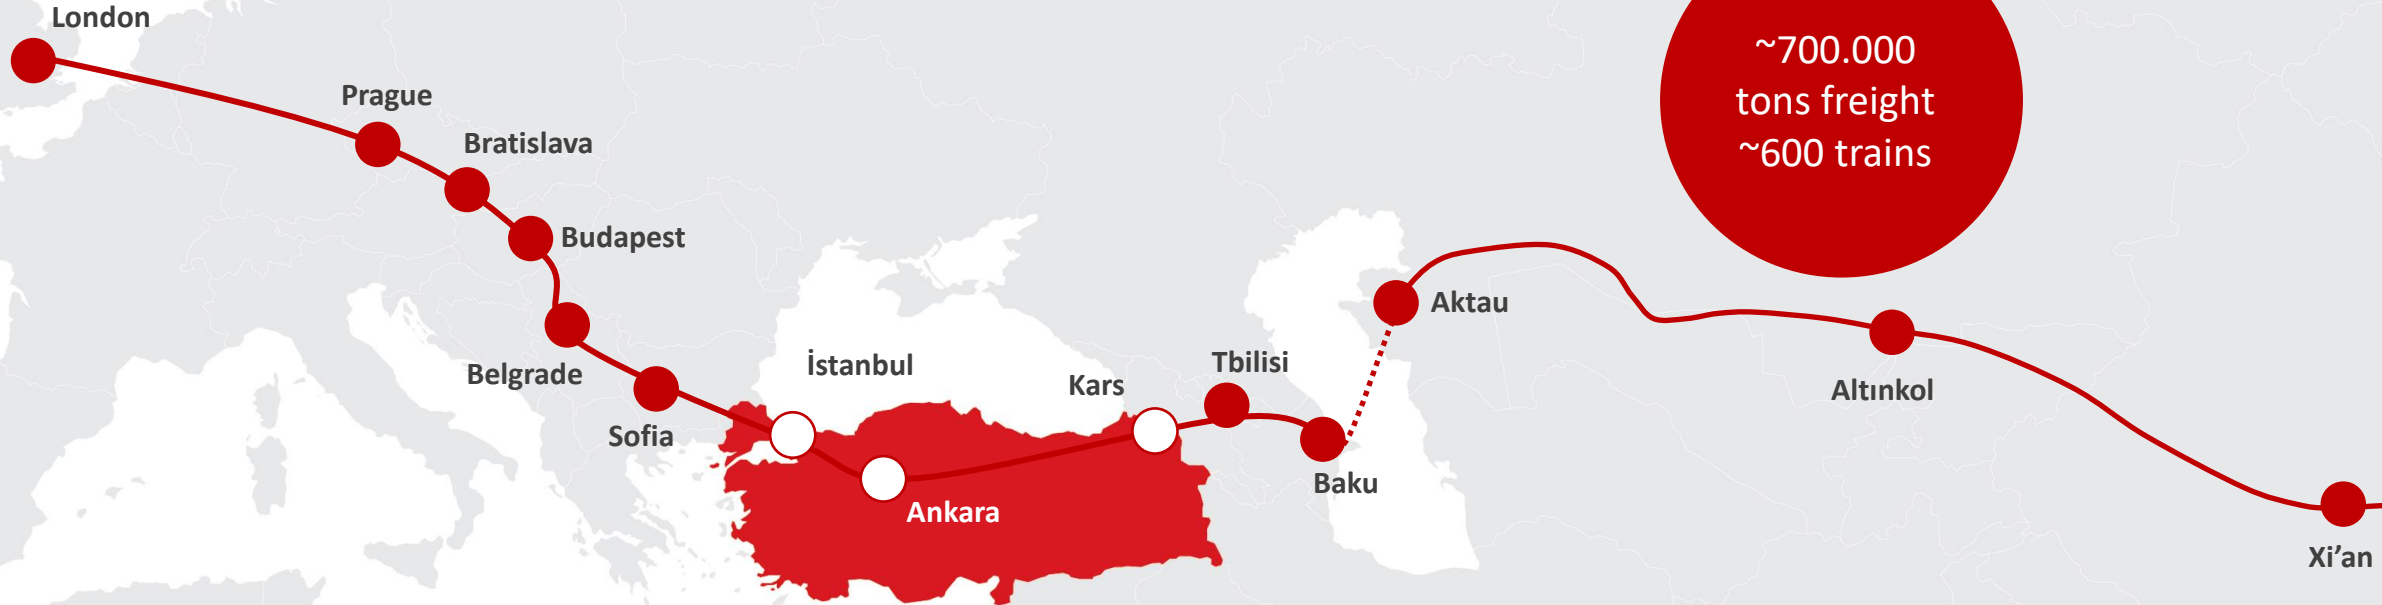 London
Prague
Bratislava
Budapest
Belgrade
Sofia
İstanbul
Ankara
Kars
Tbilisi
Baku
Aktau
Altınkol
Xi’an
~700.000
tons freight
~600 trains